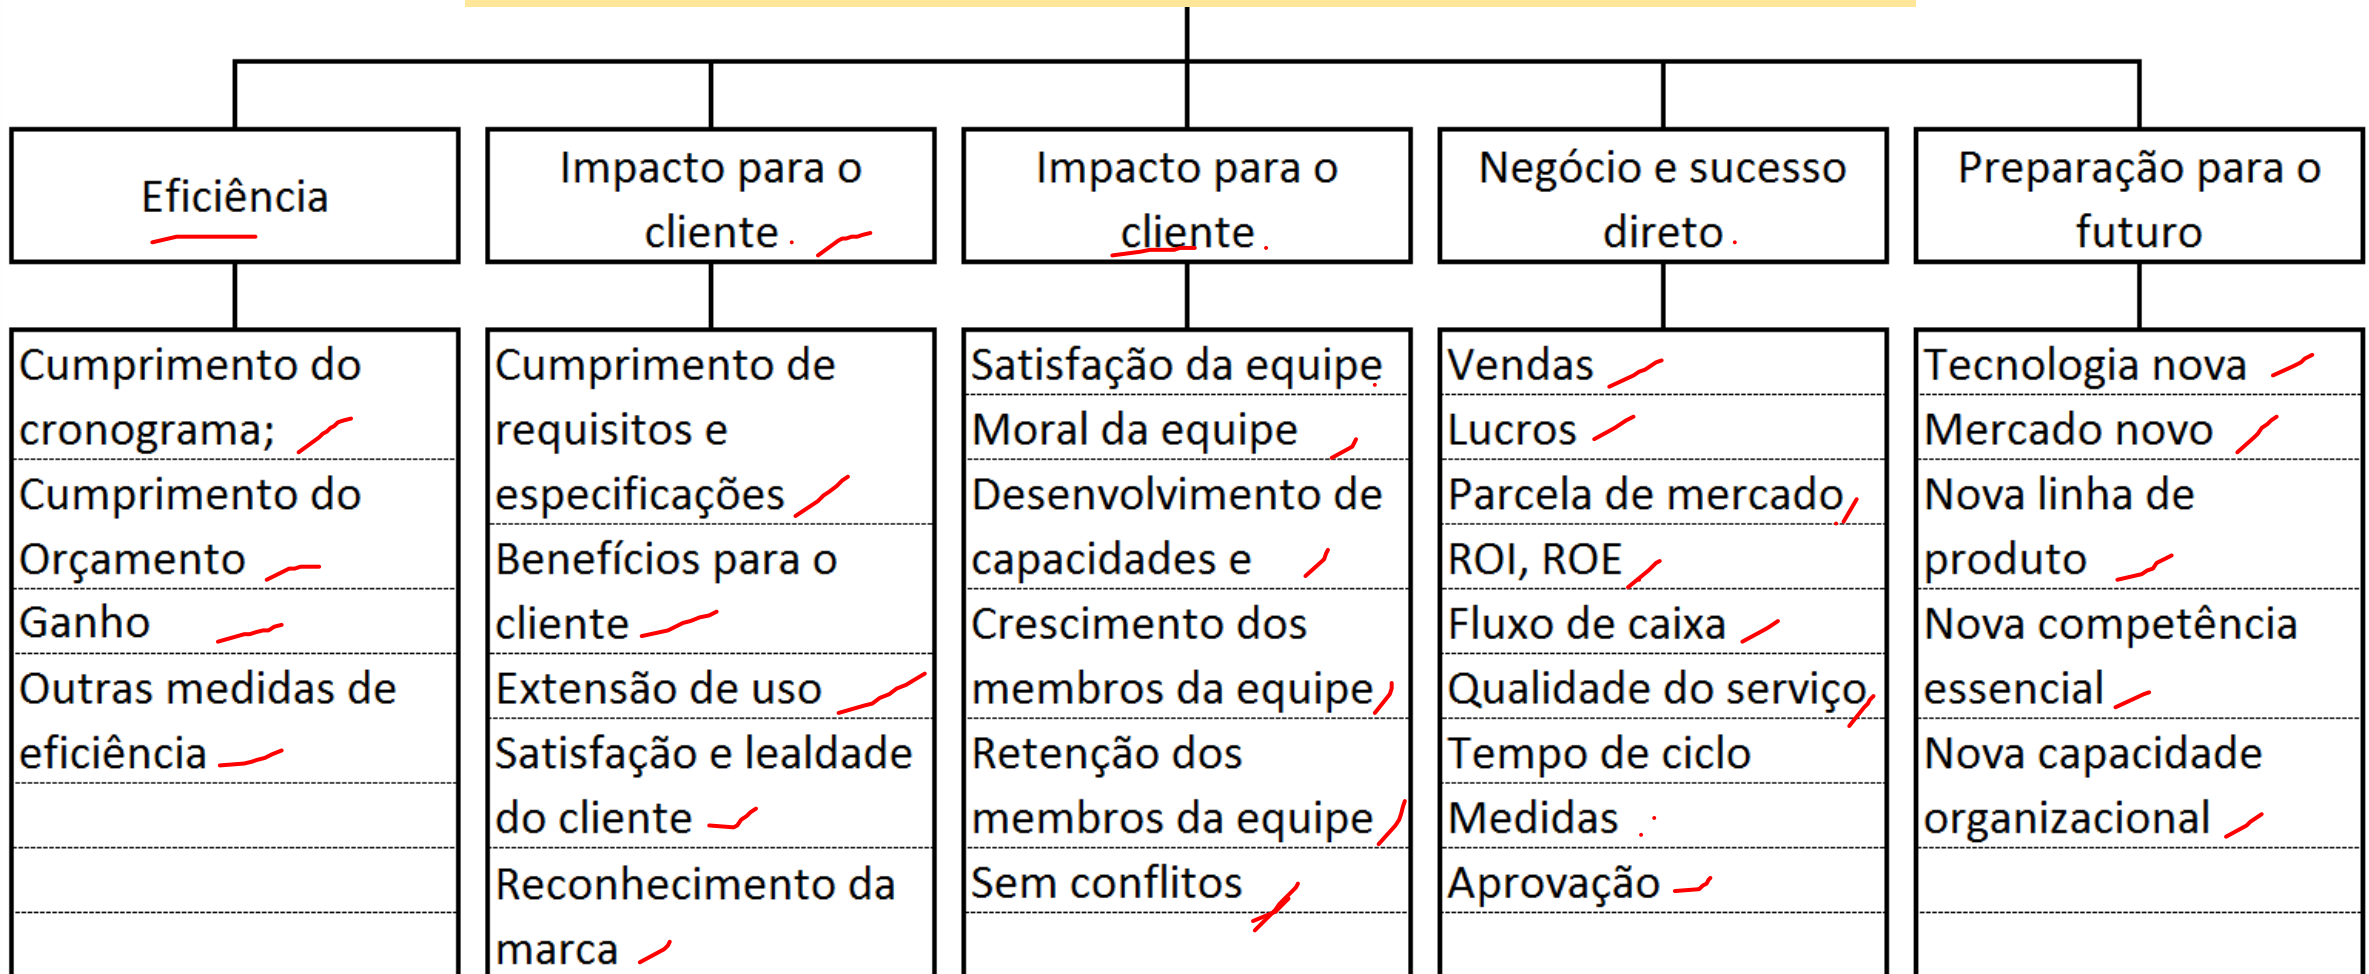 Eficiência
Impacto para o
cliente
Impacto para o
cliente
Negócio e sucesso
direto
Preparação para o
futuro
Cumprimento do
cronograma;
Cumprimento do
Orçamento
Ganho
Outras medidas de
eficiência
Cumprimento de
requisitos e
especificações
Benefícios para o
cliente
Extensão de uso
Satisfação e lealdade
do cliente
Reconhecimento da
marca
Satisfação da equipe
Moral da equipe
Desenvolvimento de
capacidades e
Crescimento dos
membros da equipe
Retenção dos
membros da equipe
Sem conflitos
Vendas
Lucros
Parcela de mercado
ROI, ROE
Fluxo de caixa
Qualidade do serviço
Tempo de ciclo
Medidas
Aprovação
Tecnologia nova
Mercado novo
Nova linha de
produto
Nova competência
essencial
Nova capacidade
organizacional